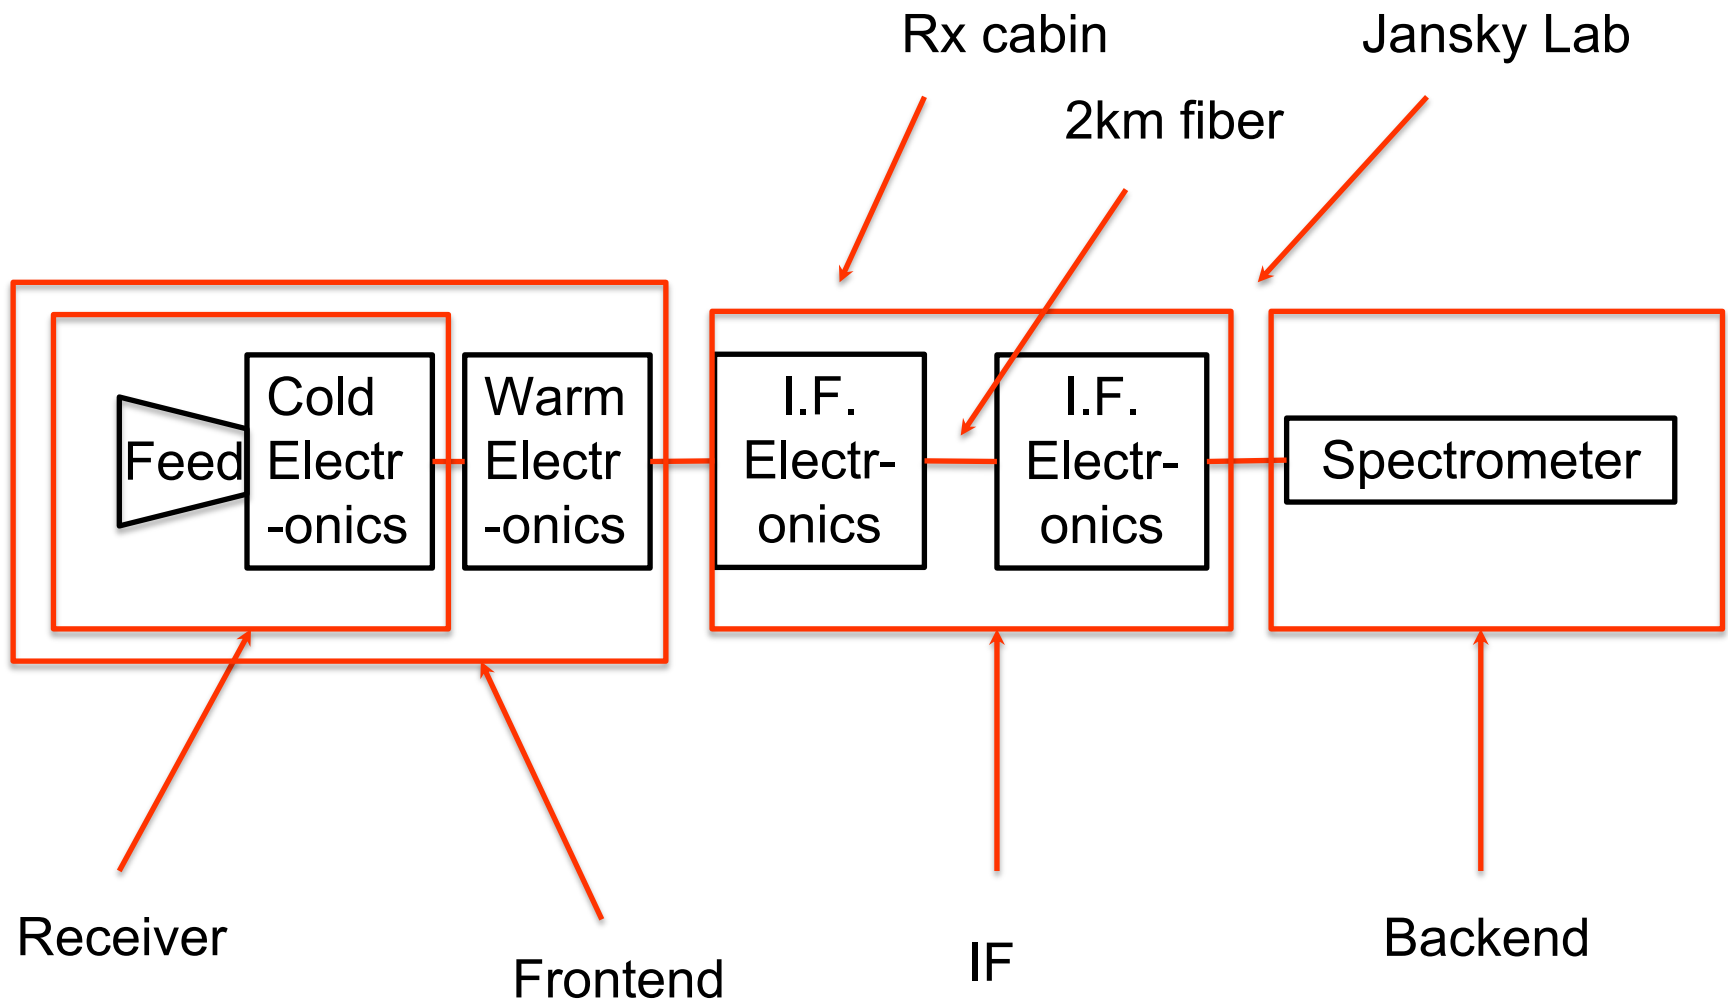 Rx cabin
Jansky Lab
2km fiber
Feed
Cold
Electr
-onics
Warm
Electr
-onics
I.F.
Electr-
onics
I.F.
Electr-
onics
Spectrometer
Receiver
Frontend
IF
Backend